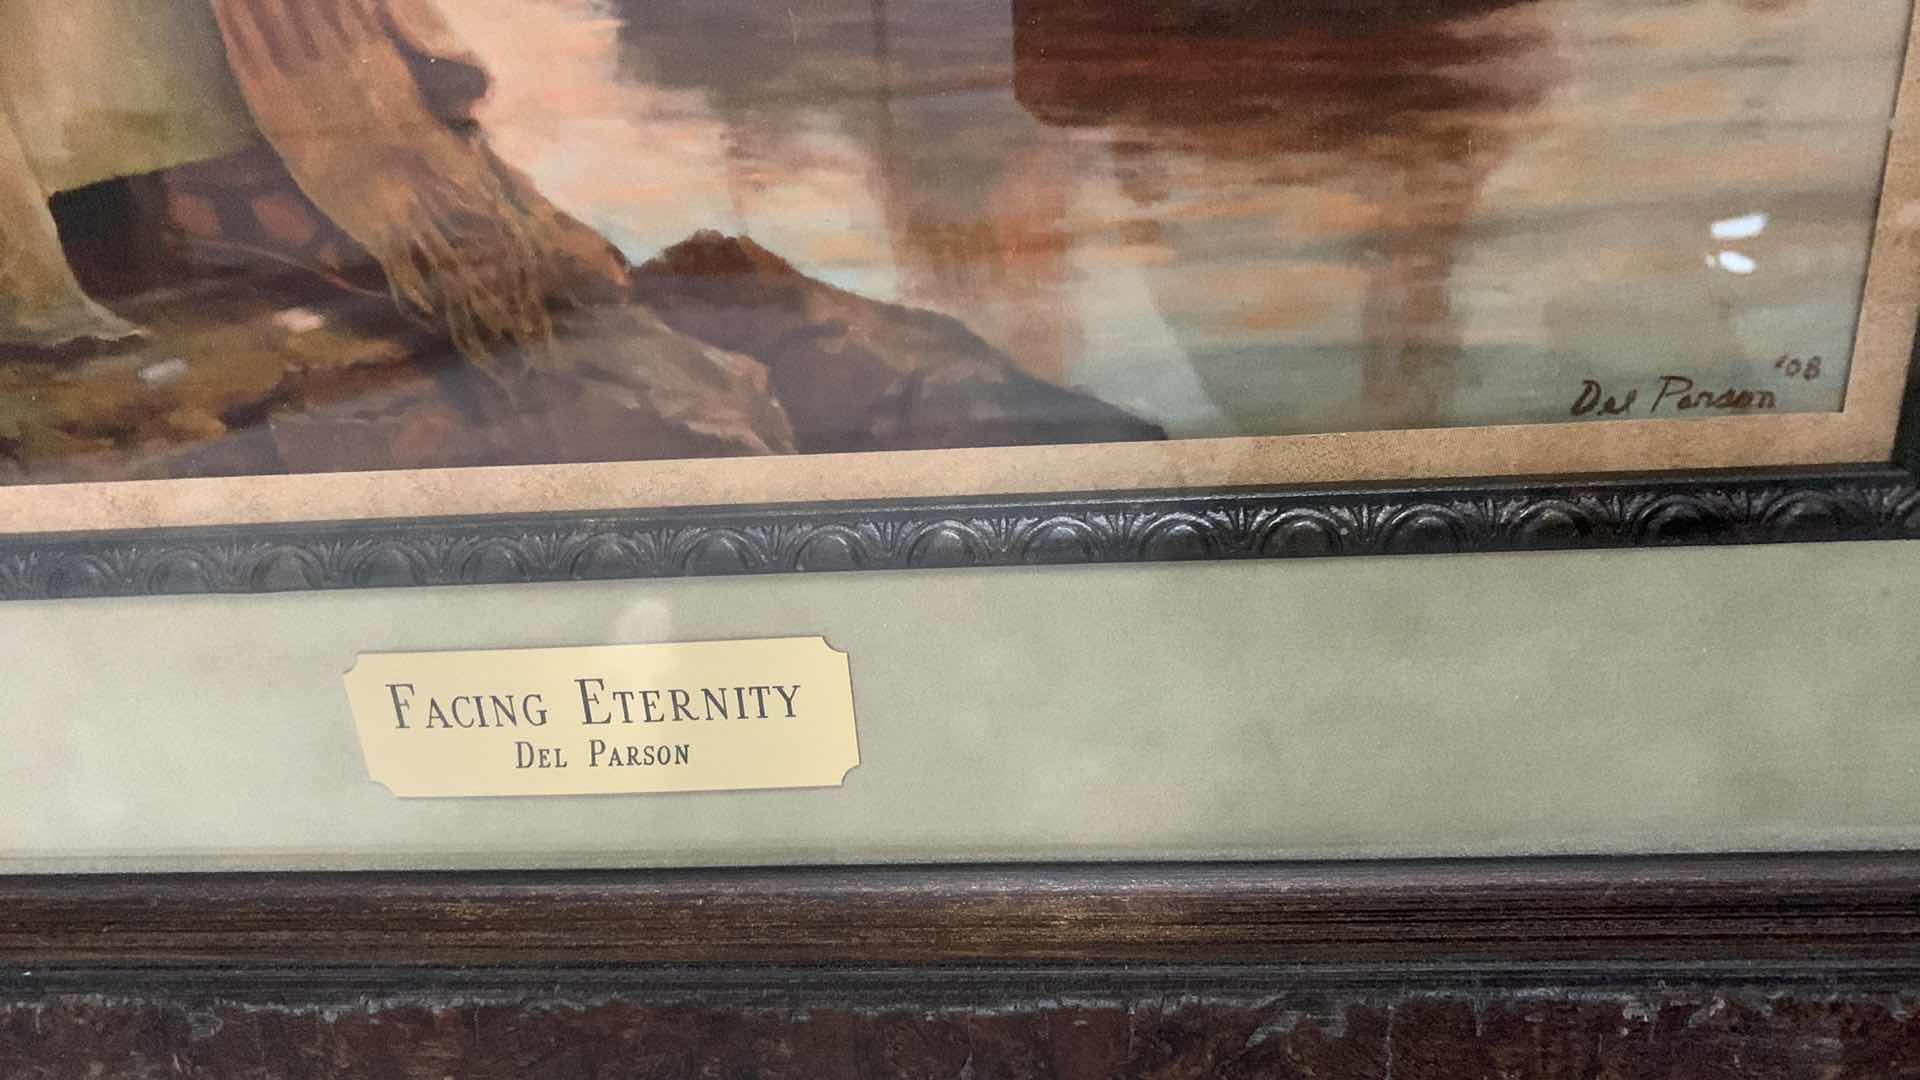 Del Parson '08
FACING ETERNITY
DEL PARSON